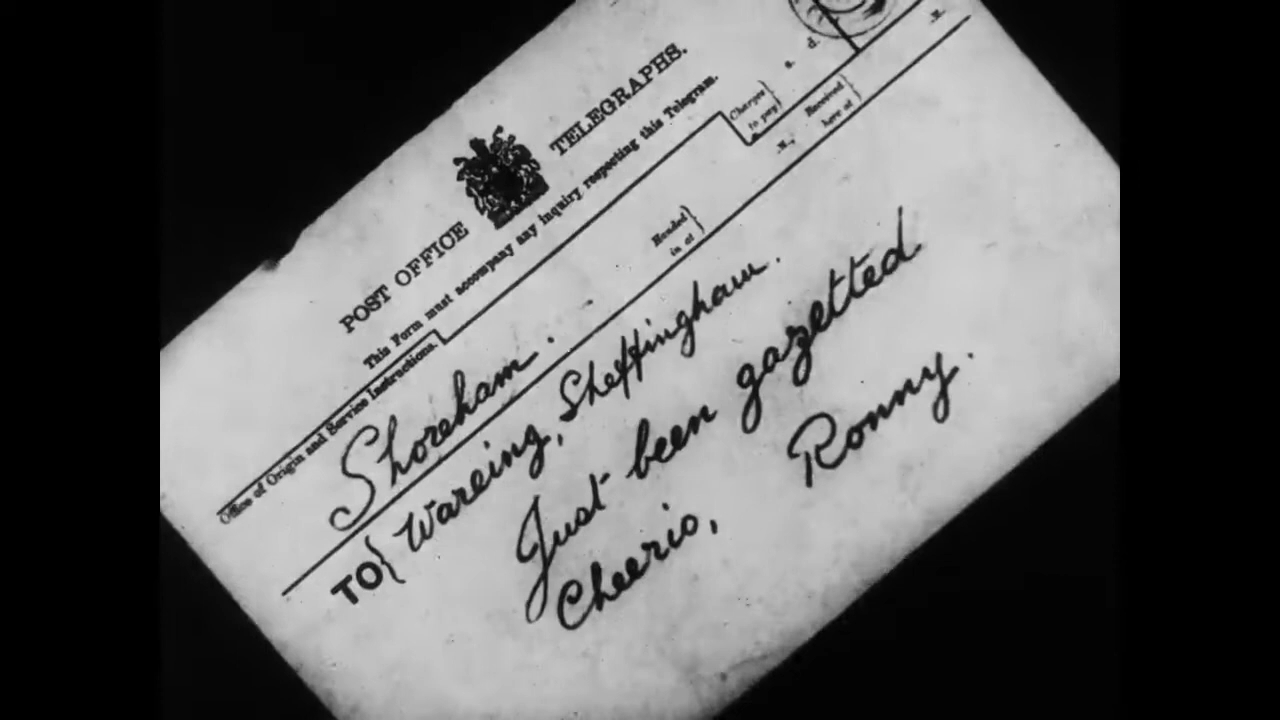 POST OFFICE TELEGRAPHS.
This Form must accompany any inquiry respecting this Telegram.
Charges to pay } s. d.
Office of Origin and Service Instructions.
Handed in at }
M.,
Received here at }
M.
Shoreham.
TO { Wareing, Sheffingham.
Just been gazetted
Cheerio,
Ronny.